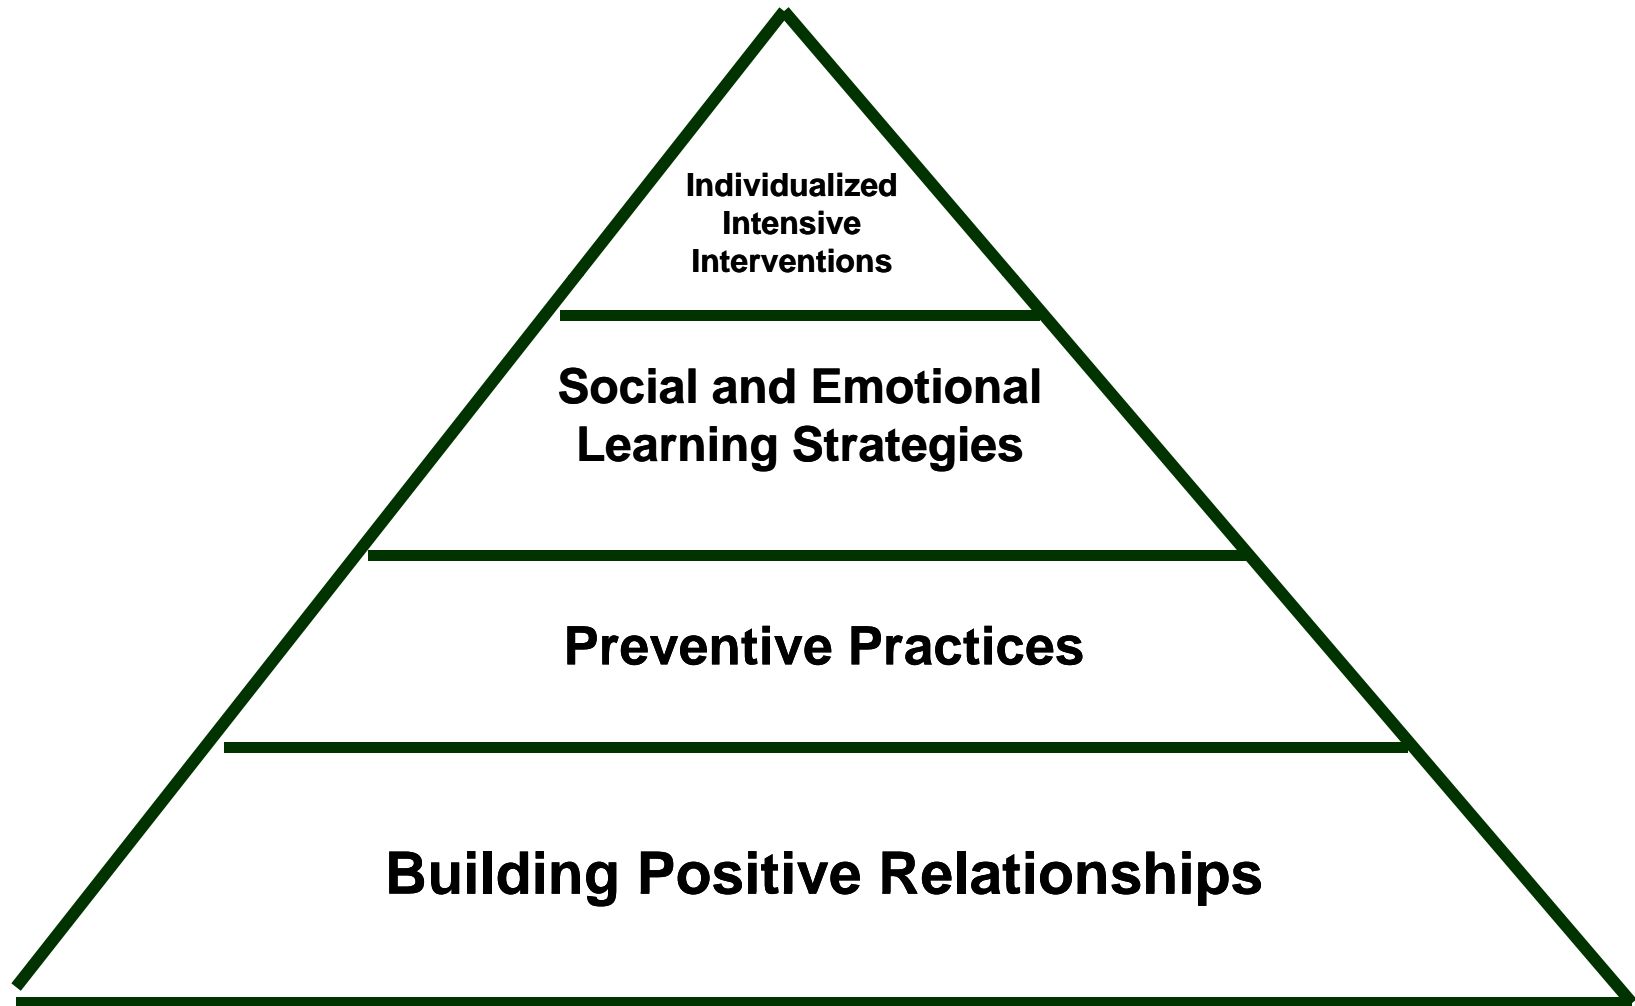 Individualized
Intensive
Interventions
Social and Emotional
Learning Strategies
Preventive Practices
Building Positive Relationships